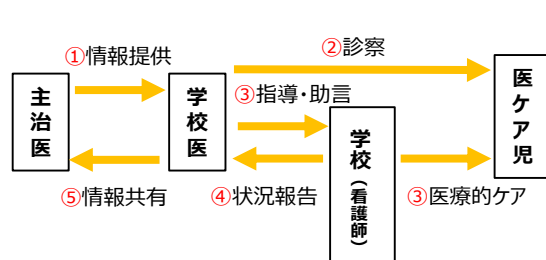 ①情報提供
②診察
主治医
学校医
③指導・助言
医ケア児
学校（看護師）
⑤情報共有
④状況報告
③医療的ケア